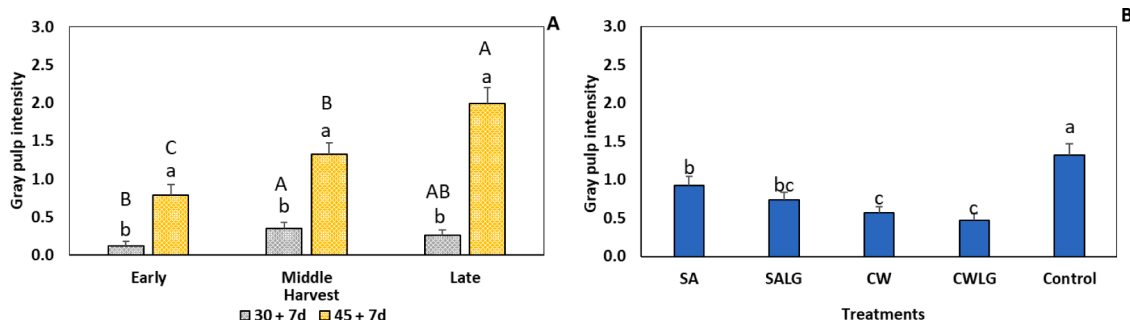 A
Gray pulp intensity
3.0
2.5
2.0
1.5
1.0
0.5
0.0
B
b
C
a
A
b
B
a
AB
b
A
a
Early Middle Late
Harvest
30 + 7d 45 + 7d
B
Gray pulp intensity
3.0
2.5
2.0
1.5
1.0
0.5
0.0
b
bc
c
c
a
SA SALG CW CWLG Control
Treatments